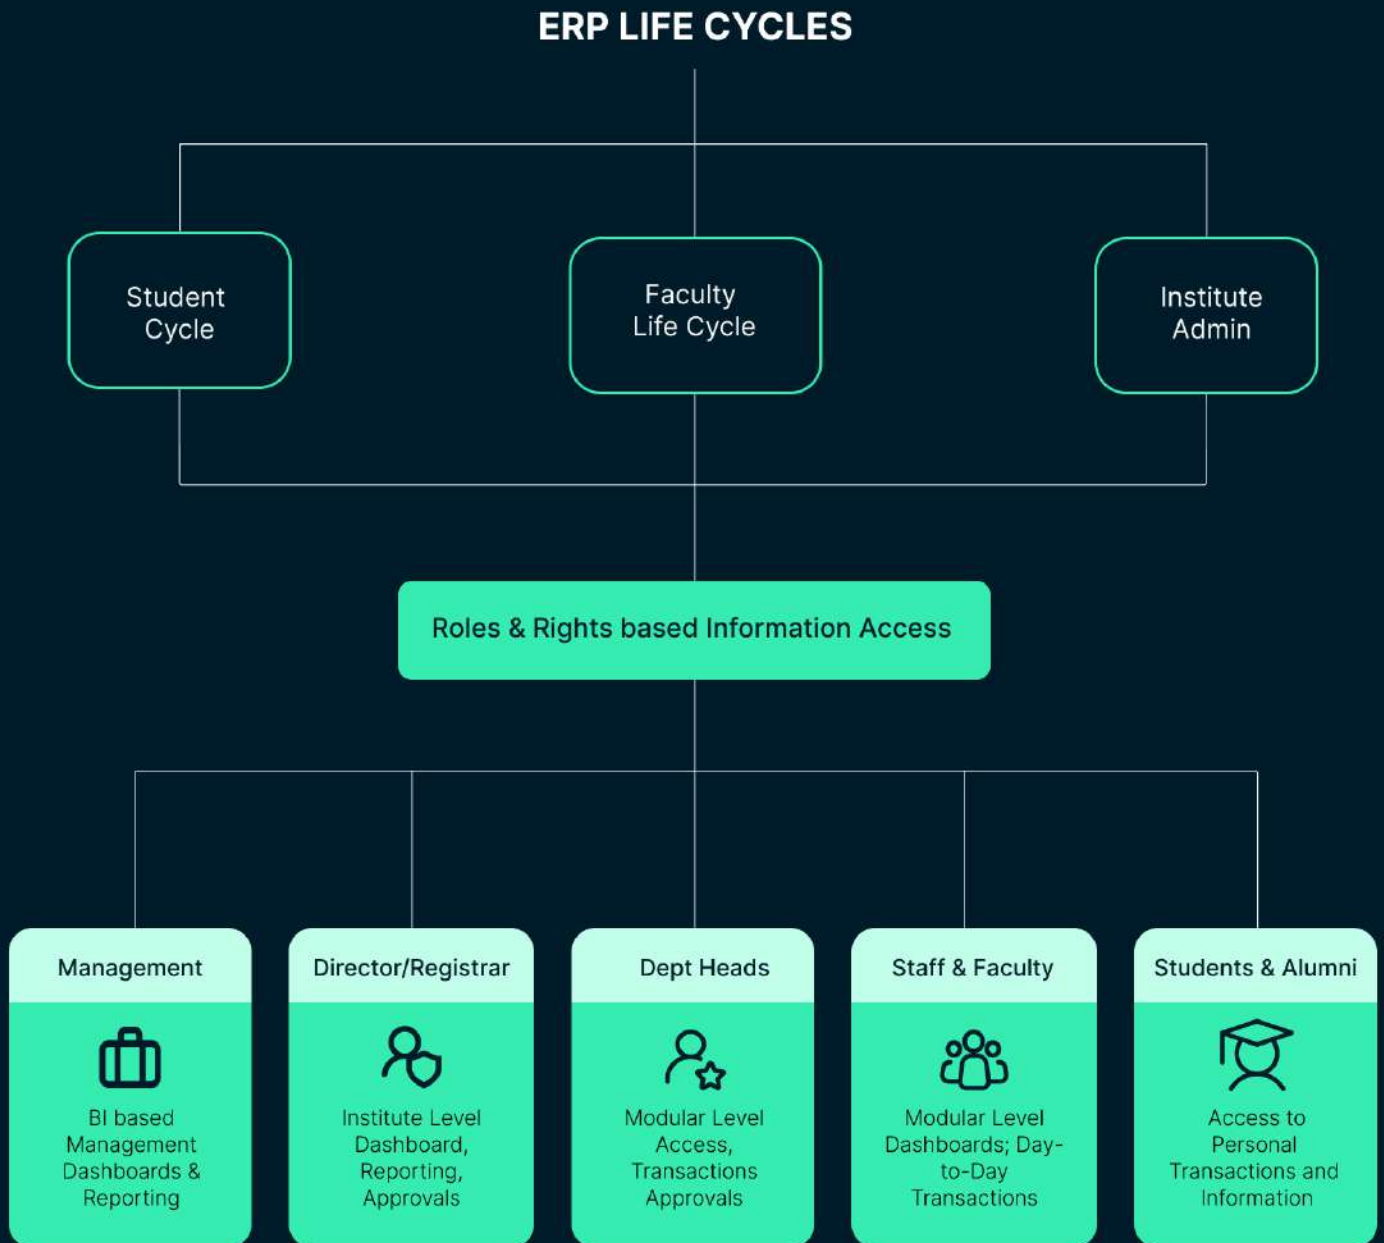 ERP LIFE CYCLES
Student
Cycle
Faculty
Life Cycle
Institute
Admin
Roles & Rights based Information Access
Management
BI based
Management
Dashboards &
Reporting
Director/Registrar
Institute Level
Dashboard,
Reporting,
Approvals
Dept Heads
Modular Level
Access,
Transactions
Approvals
Staff & Faculty
Modular Level
Dashboards; Day-
to-Day
Transactions
Students & Alumni
Access to
Personal
Transactions and
Information